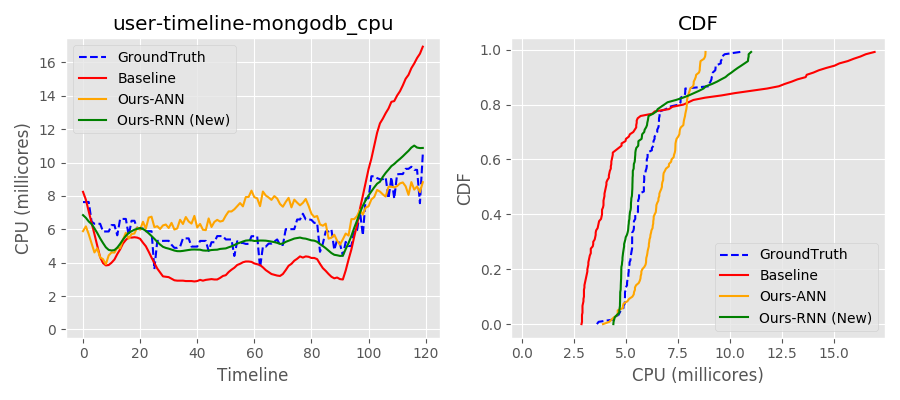 user-timeline-mongodb_cpu
CPU (millicores)
16
14
12
10
8
6
4
2
0
GroundTruth
Baseline
Ours-ANN
Ours-RNN (New)
0 20 40 60 80 100 120
Timeline
CDF
CDF
1.0
0.8
0.6
0.4
0.2
0.0
GroundTruth
Baseline
Ours-ANN
Ours-RNN (New)
0.0 2.5 5.0 7.5 10.0 12.5 15.0
CPU (millicores)